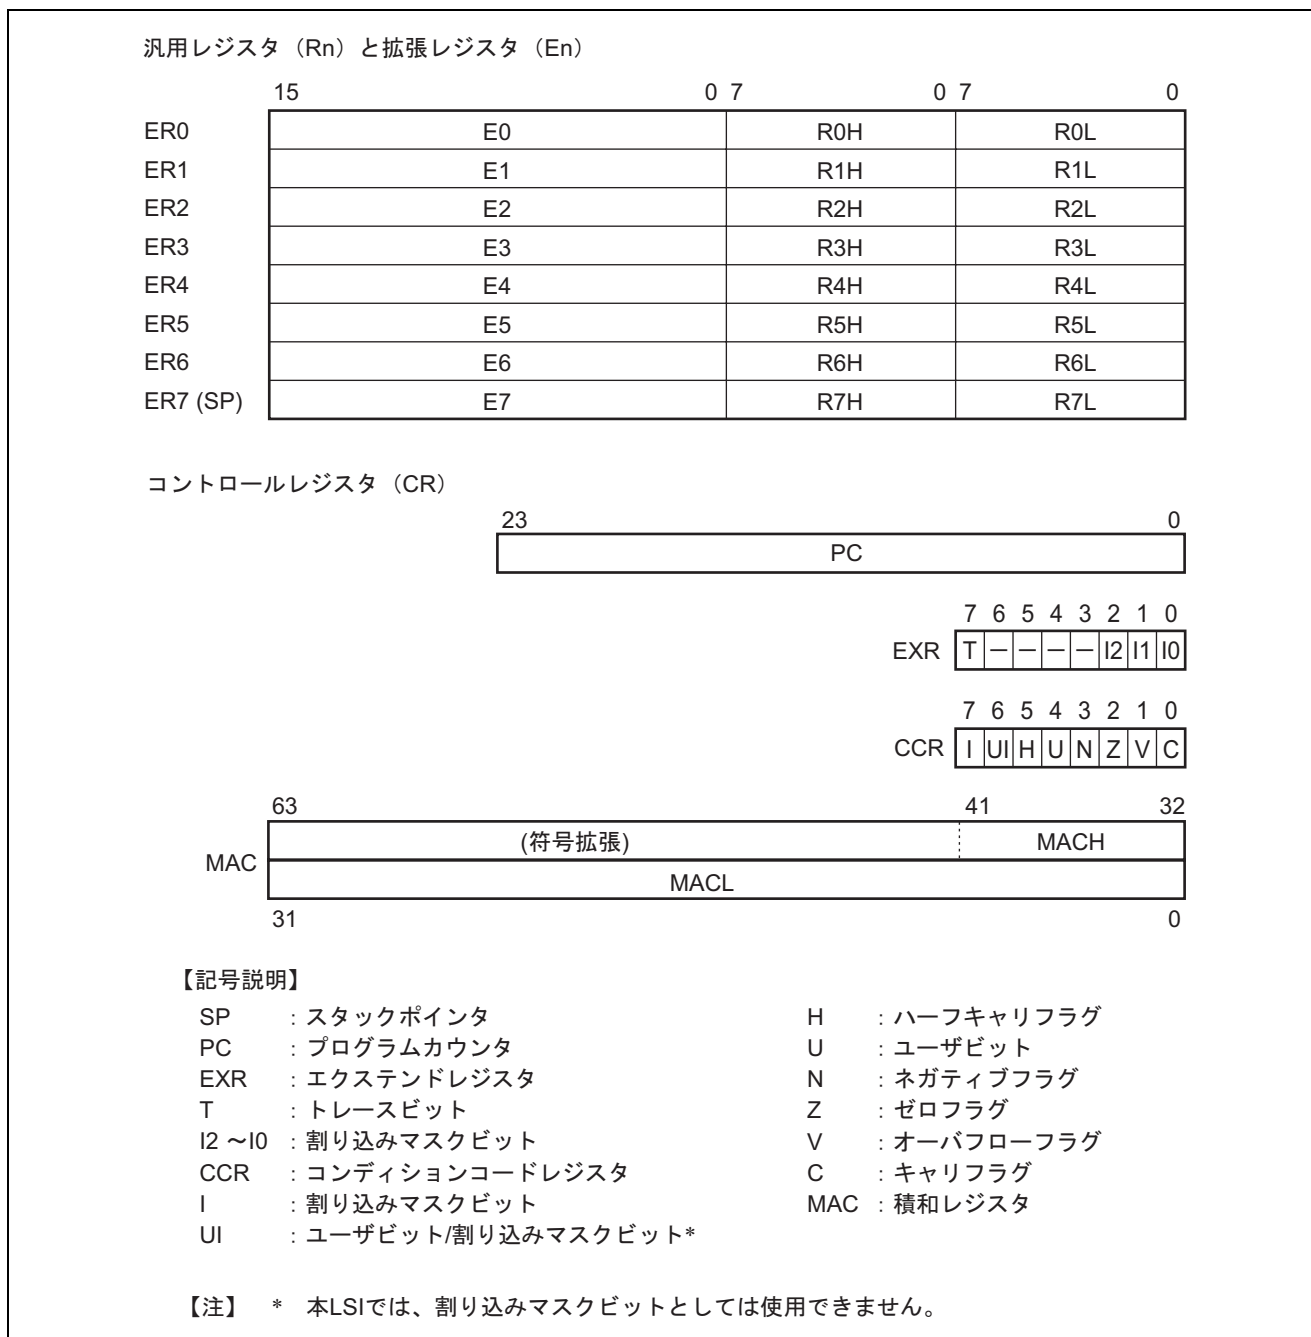 汎用レジスタ（Rn）と拡張レジスタ（En）
15 0 7 0 7 0
ER0 E0 R0H R0L
ER1 E1 R1H R1L
ER2 E2 R2H R2L
ER3 E3 R3H R3L
ER4 E4 R4H R4L
ER5 E5 R5H R5L
ER6 E6 R6H R6L
ER7 (SP) E7 R7H R7L
コントロールレジスタ（CR）
23 0
PC
7 6 5 4 3 2 1 0
EXR T － － － － I2 I1 I0
7 6 5 4 3 2 1 0
CCR I UI H U N Z V C
63 41 32
(符号拡張) MACH
MAC
MACL
31 0
【記号説明】
SP ：スタックポインタ
PC ：プログラムカウンタ
EXR ：エクステンドレジスタ
T ：トレースビット
I2 ～I0 ：割り込みマスクビット
CCR ：コンディションコードレジスタ
I ：割り込みマスクビット
UI ：ユーザビット/割り込みマスクビット*
H ：ハーフキャリフラグ
U ：ユーザビット
N ：ネガティブフラグ
Z ：ゼロフラグ
V ：オーバフローフラグ
C ：キャリフラグ
MAC ：積和レジスタ
【注】 * 本LSIでは、割り込みマスクビットとしては使用できません。